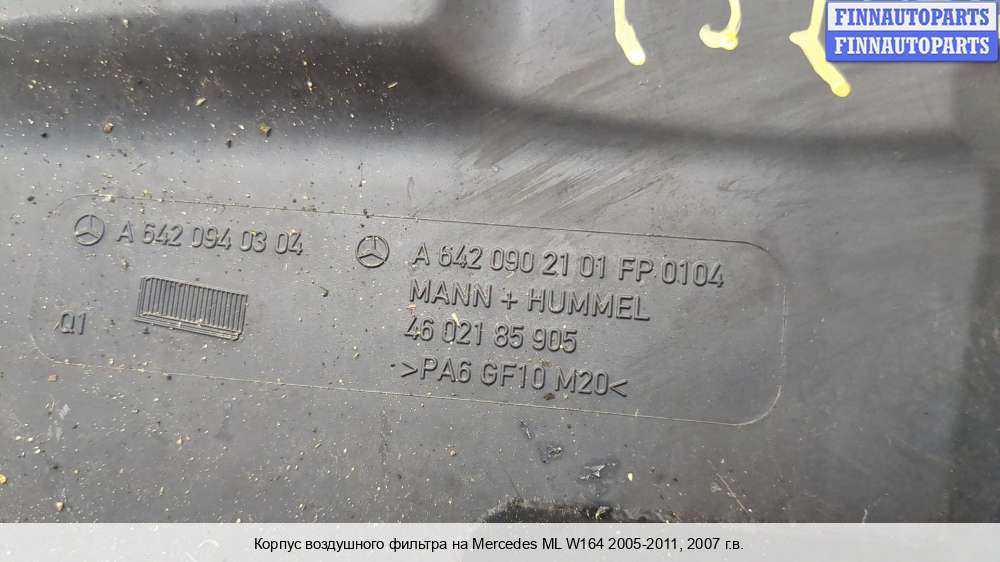 FINNAUTOPARTS
FINNAUTOPARTS
A 642 094 03 04
Q1
A 642 090 21 01 FP 0104
MANN + HUMMEL
46 021 85 905
>PA6 GF10 M20<
Корпус воздушного фильтра на Mercedes ML W164 2005-2011, 2007 г.в.